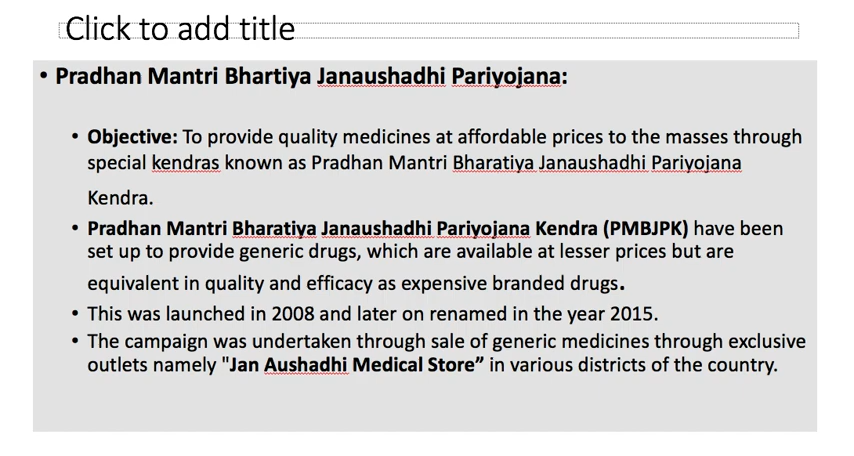 Click to add title
• Pradhan Mantri Bhartiya Janaushadhi Pariyojana:
• Objective: To provide quality medicines at affordable prices to the masses through
special kendras known as Pradhan Mantri Bharatiya Janaushadhi Pariyojana
Kendra.
• Pradhan Mantri Bharatiya Janaushadhi Pariyojana Kendra (PMBJPK) have been
set up to provide generic drugs, which are available at lesser prices but are
equivalent in quality and efficacy as expensive branded drugs.
• This was launched in 2008 and later on renamed in the year 2015.
• The campaign was undertaken through sale of generic medicines through exclusive
outlets namely "Jan Aushadhi Medical Store” in various districts of the country.